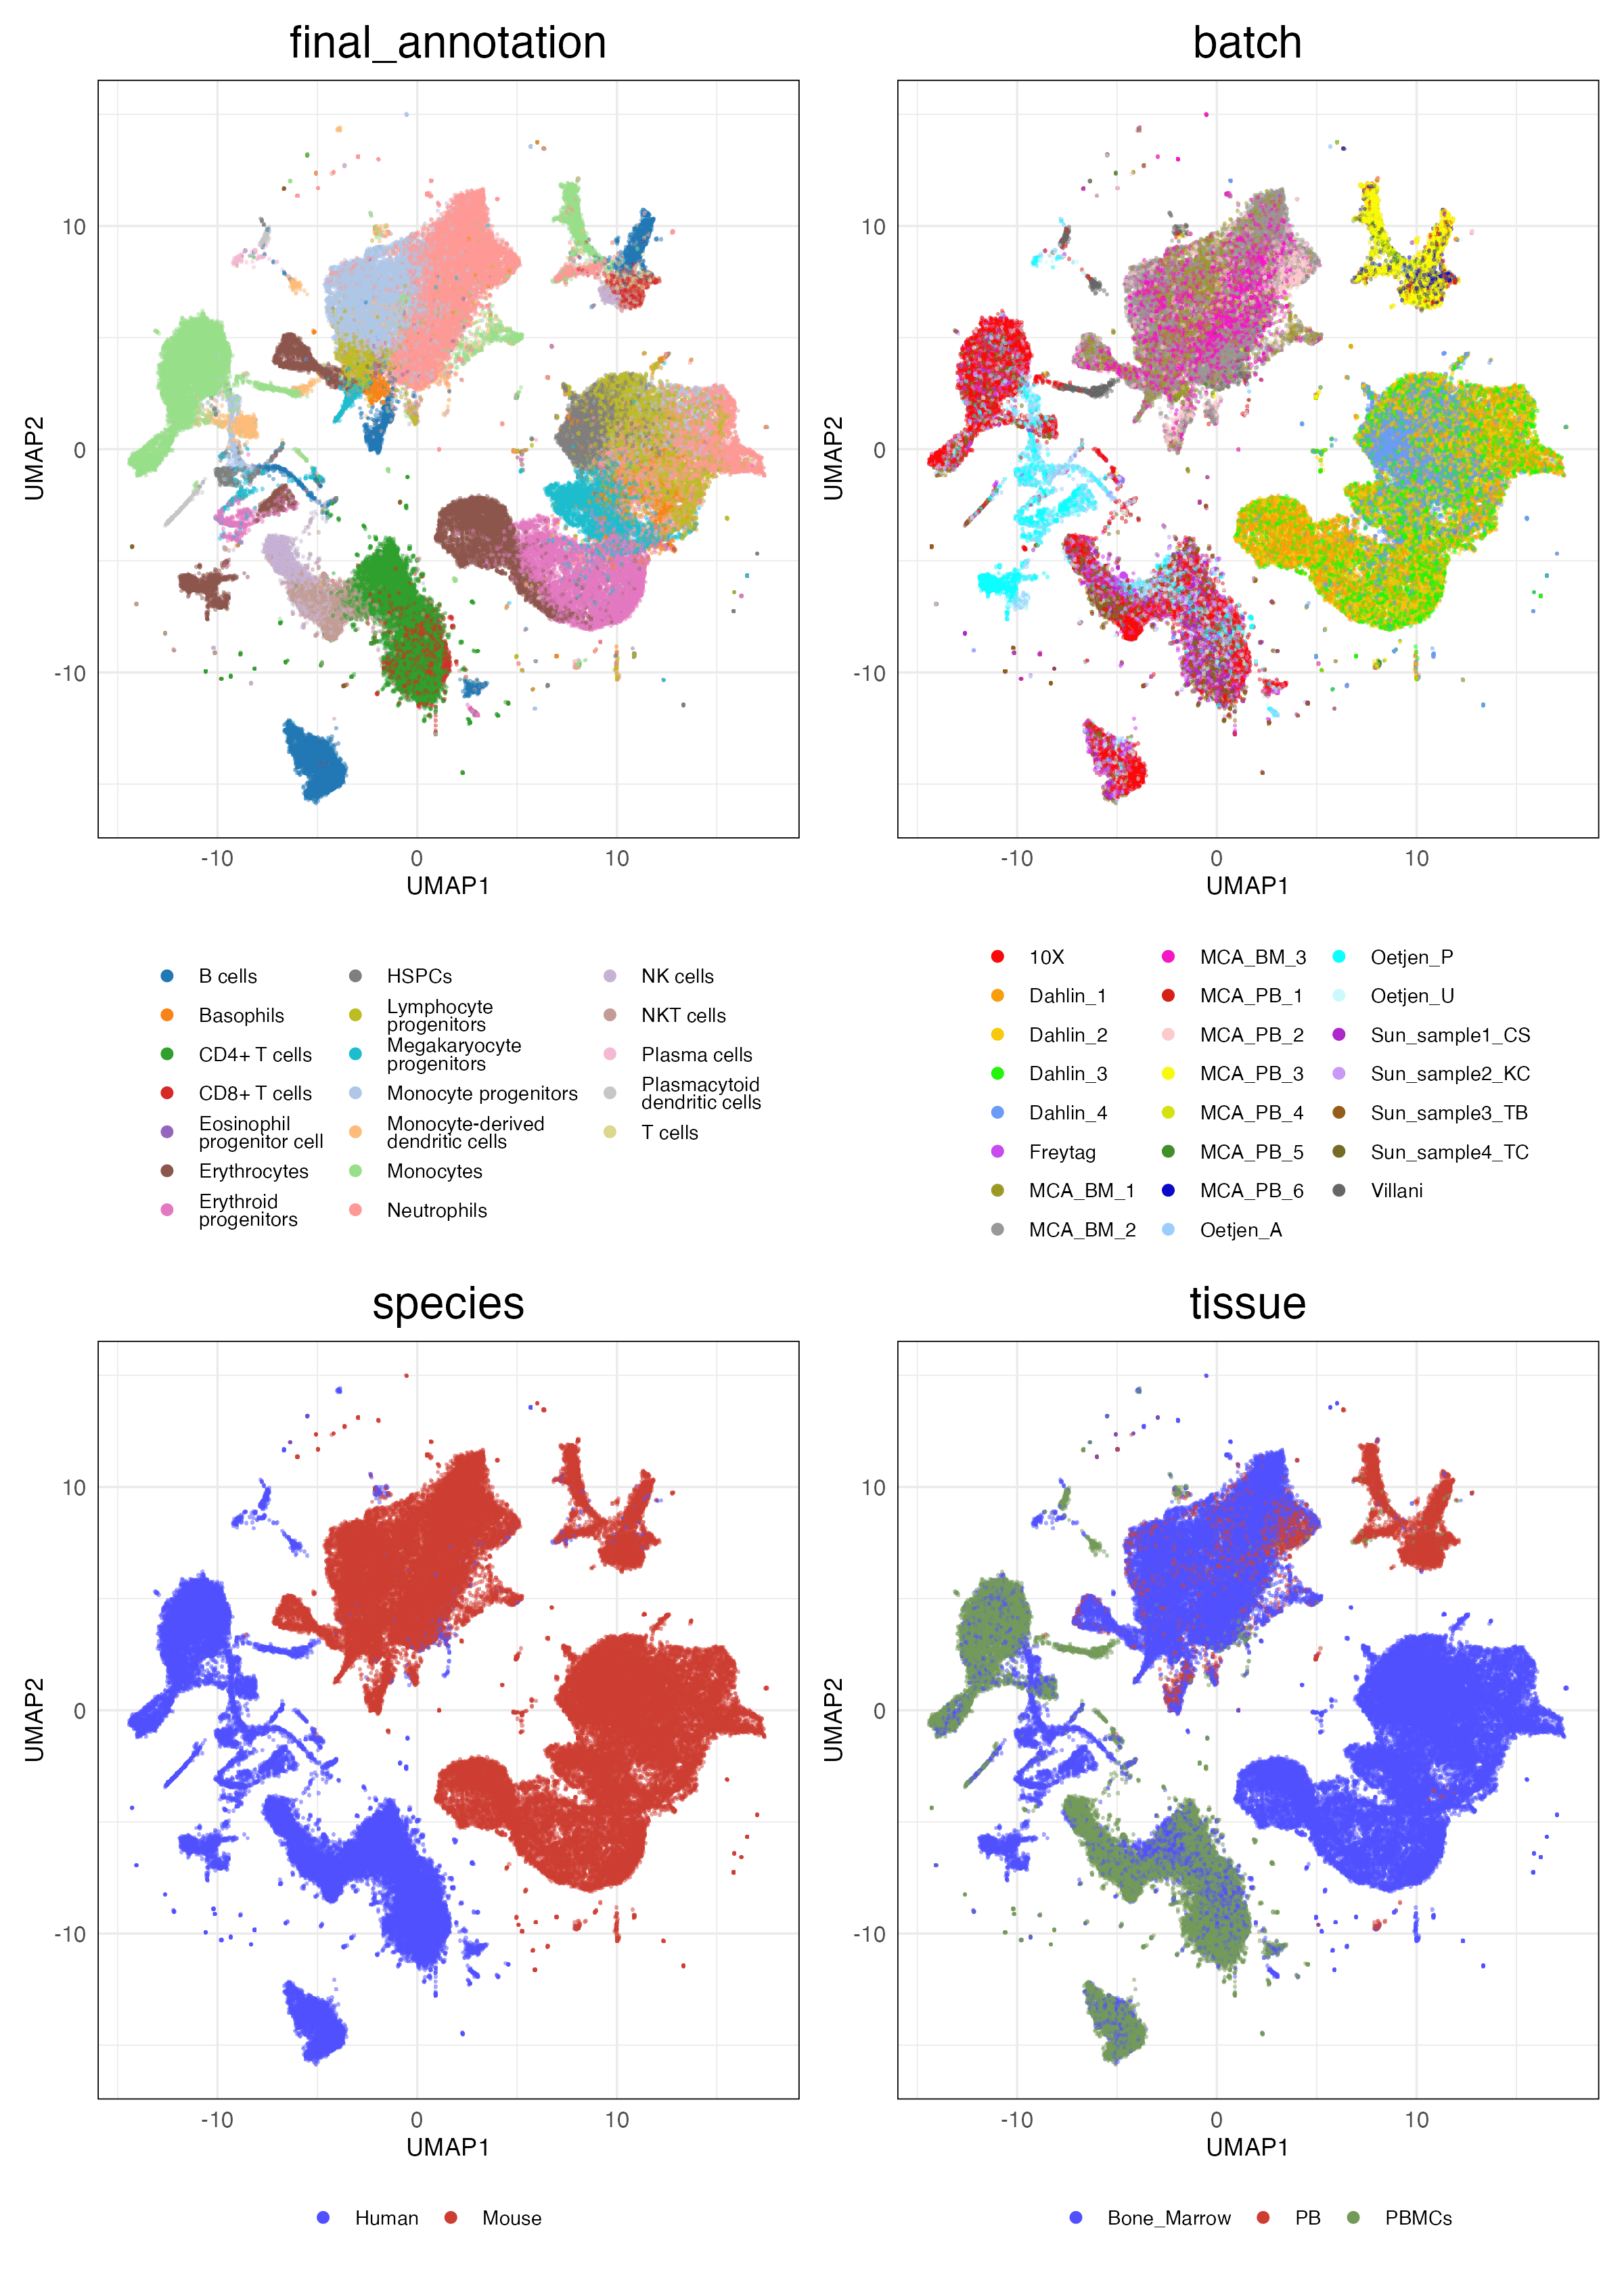 final_annotation
batch
UMAP2
10
0
-10
-10
0
10
UMAP1
UMAP2
10
0
-10
-10
0
10
UMAP1
B cells
Basophils
CD4+ T cells
CD8+ T cells
Eosinophil
progenitor cell
Erythrocytes
Erythroid
progenitors
HSPCs
Lymphocyte
progenitors
Megakaryocyte
progenitors
Monocyte progenitors
Monocyte-derived
dendritic cells
Monocytes
Neutrophils
NK cells
NKT cells
Plasma cells
Plasmacytoid
dendritic cells
T cells
10X
Dahlin_1
Dahlin_2
Dahlin_3
Dahlin_4
Freytag
MCA_BM_1
MCA_BM_2
MCA_BM_3
MCA_PB_1
MCA_PB_2
MCA_PB_3
MCA_PB_4
MCA_PB_5
MCA_PB_6
Oetjen_A
Oetjen_P
Oetjen_U
Sun_sample1_CS
Sun_sample2_KC
Sun_sample3_TB
Sun_sample4_TC
Villani
species
tissue
UMAP2
10
0
-10
-10
0
10
UMAP1
UMAP2
10
0
-10
-10
0
10
UMAP1
Human
Mouse
Bone_Marrow
PB
PBMCs